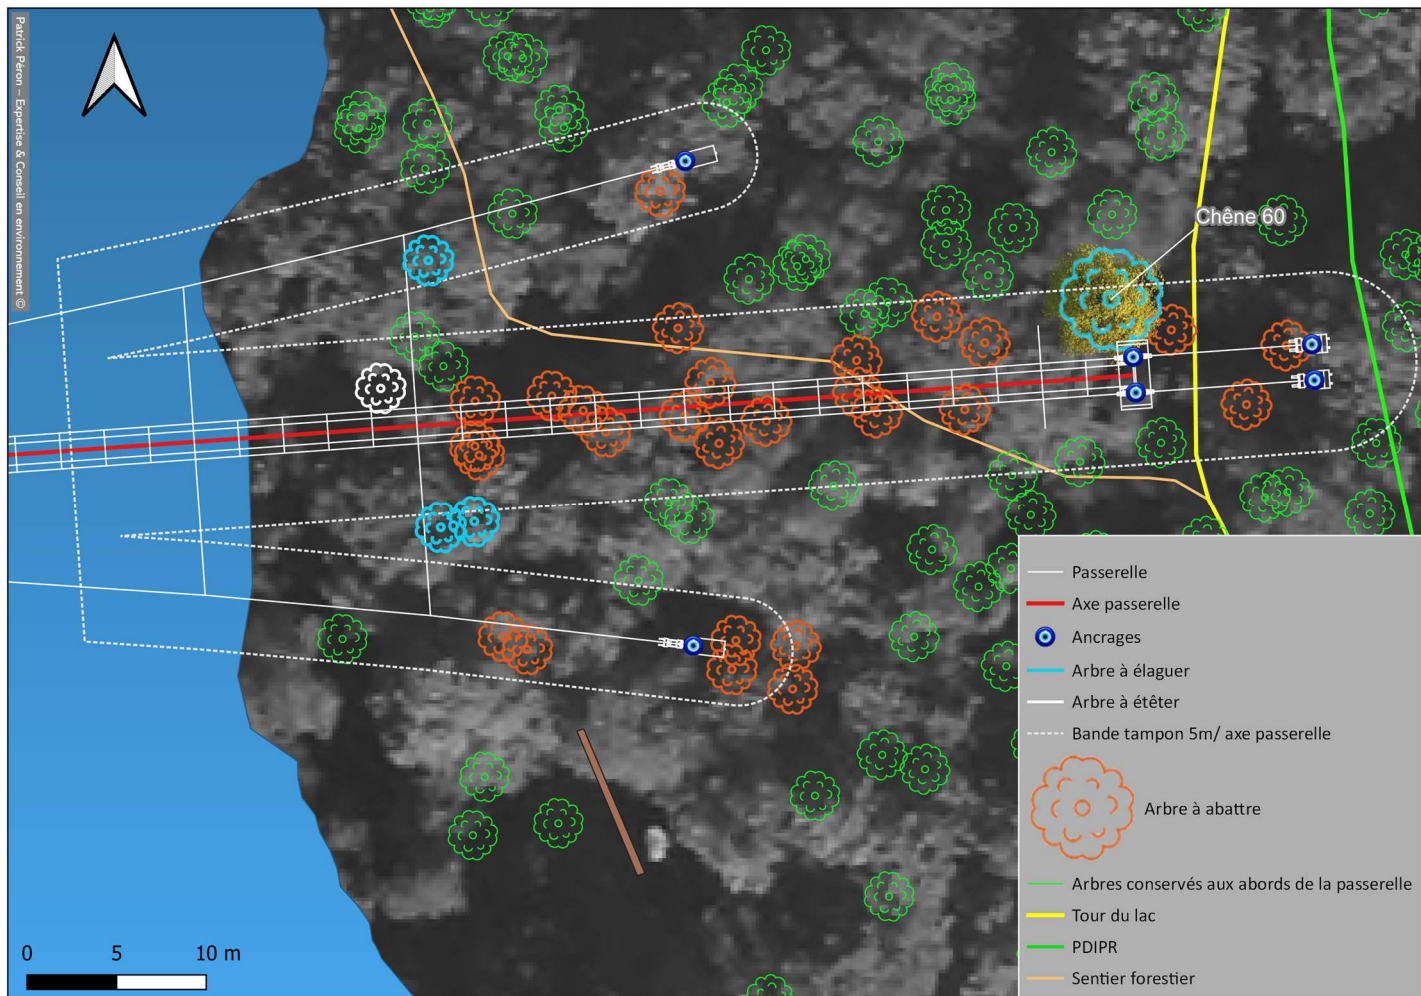 Patrick Péron – Expertise & Conseil en environnement ©
Chêne 60
Passerelle
Axe passerelle
Ancrages
Arbre à élaguer
Arbre à étêter
Bande tampon 5m/ axe passerelle
Arbre à abattre
Arbres conservés aux abords de la passerelle
Tour du lac
PDIPR
Sentier forestier
0 5 10 m